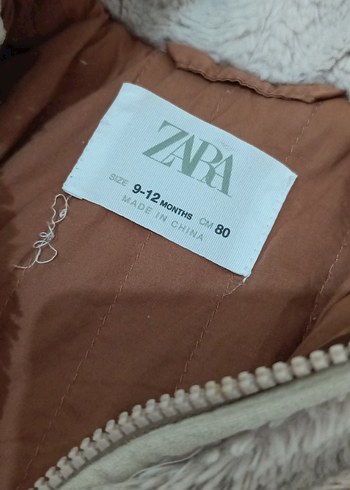 ZARA
SIZE 9-12 MONTHS CM 80
MADE IN CHINA